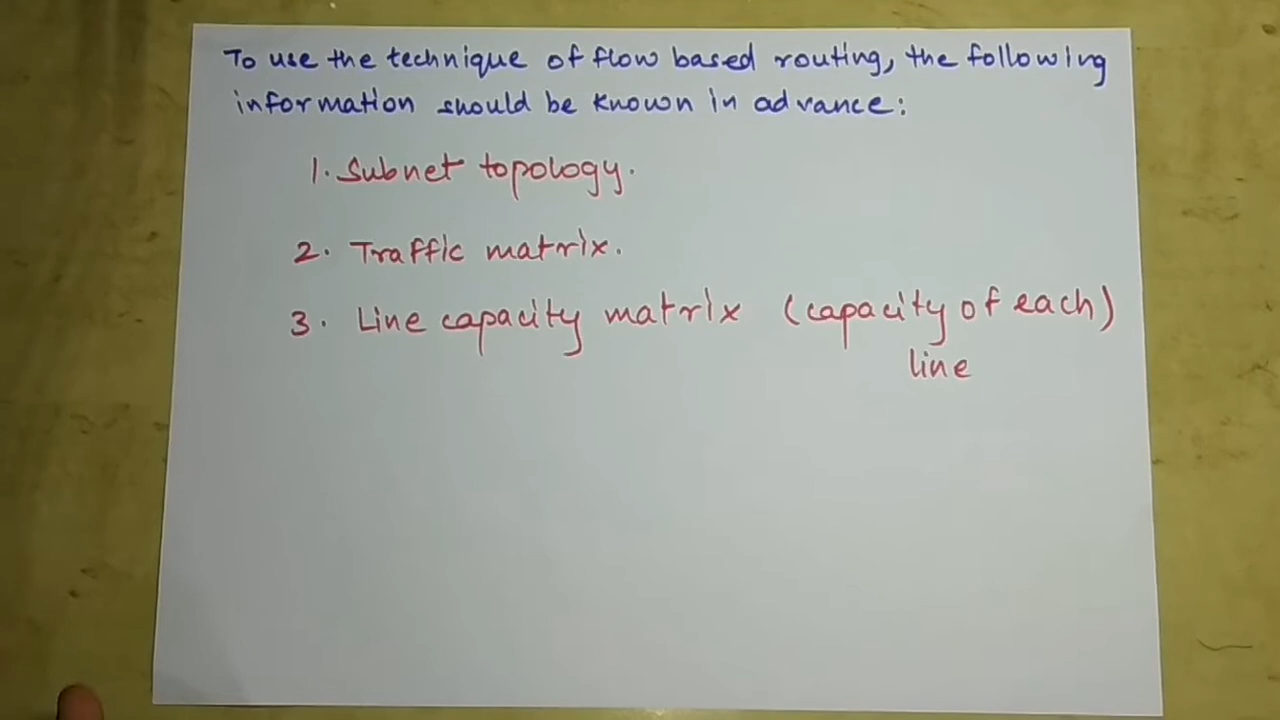 To use the technique of flow based routing, the following
information should be known in advance:
1. Subnet topology.
2. Traffic matrix.
3. Line capacity matrix (capacity of each)
line